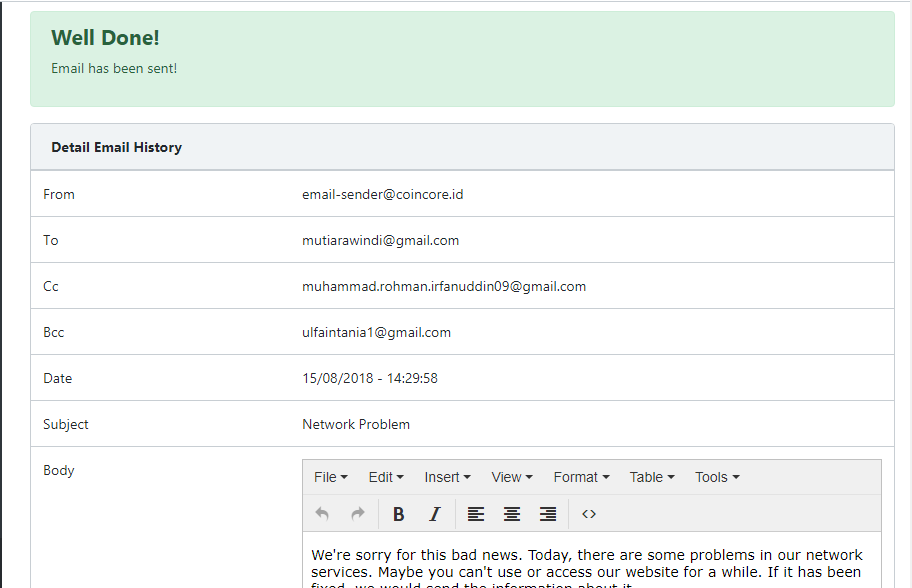 Well Done!
Email has been sent!
Detail Email History
From email-sender@coincore.id
To mutiarawindi@gmail.com
Cc muhammad.rohman.irfanuddin09@gmail.com
Bcc ulfaintania1@gmail.com
Date 15/08/2018 - 14:29:58
Subject Network Problem
Body
File Edit Insert View Format Table Tools
B I <>
We're sorry for this bad news. Today, there are some problems in our network
services. Maybe you can't use or access our website for a while. If it has been
fixed, we would send the information about it.